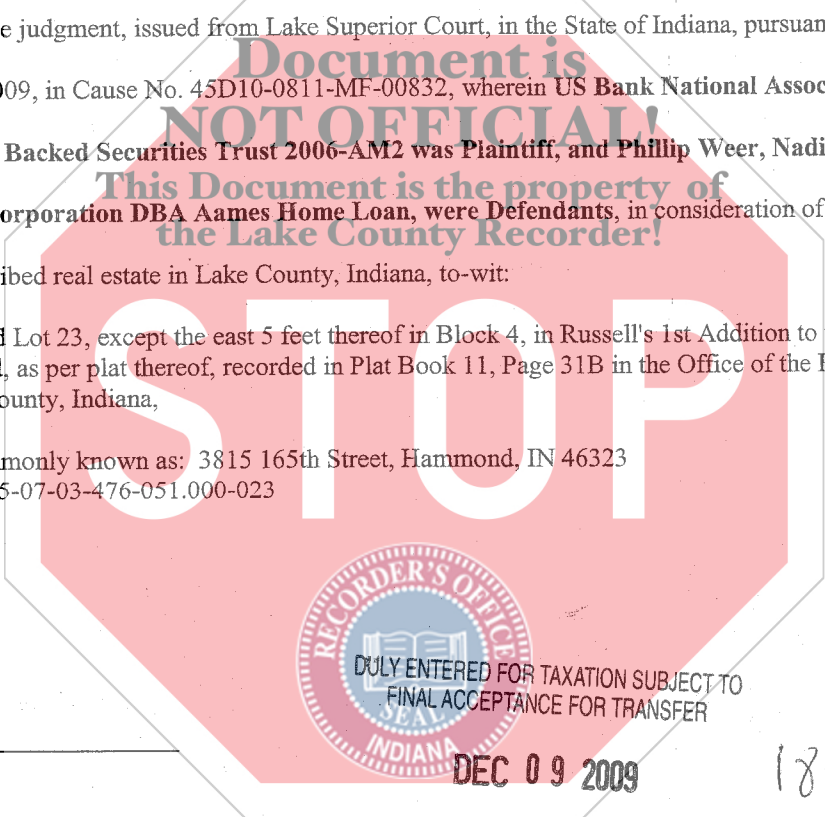 e judgment, issued from Lake Superior Court, in the State of Indiana, pursuan
Document is
09, in Cause No. 45D10-0811-MF-00832, wherein US Bank National Assoc
NOT OFFICIAL!
Backed Securities Trust 2006-AM2 was Plaintiff, and Phillip Weer, Nadi
This Document is the property of
orporation DBA Aames Home Loan, were Defendants, in consideration of
the Lake County Recorder!
ibed real estate in Lake County, Indiana, to-wit:
STOP
d Lot 23, except the east 5 feet thereof in Block 4, in Russell's 1st Addition to
, as per plat thereof, recorded in Plat Book 11, Page 31B in the Office of the R
ounty, Indiana,
monly known as: 3815 165th Street, Hammond, IN 46323
5-07-03-476-051.000-023
RECORDER'S OFFICE
SEAL
INDIANA
DULY ENTERED FOR TAXATION SUBJECT TO
FINAL ACCEPTANCE FOR TRANSFER
DEC 09 2009
18